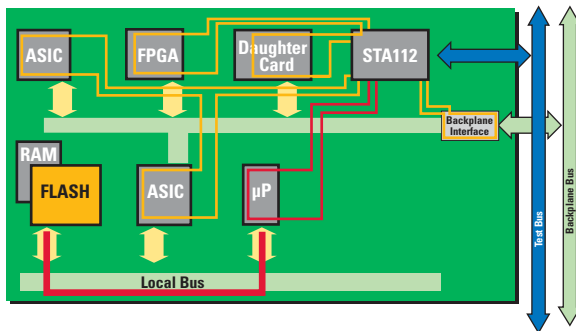 ASIC
FPGA
Daughter
Card
STA112
Backplane
Interface
RAM
FLASH
ASIC
µP
Local Bus
Test Bus
Backplane Bus